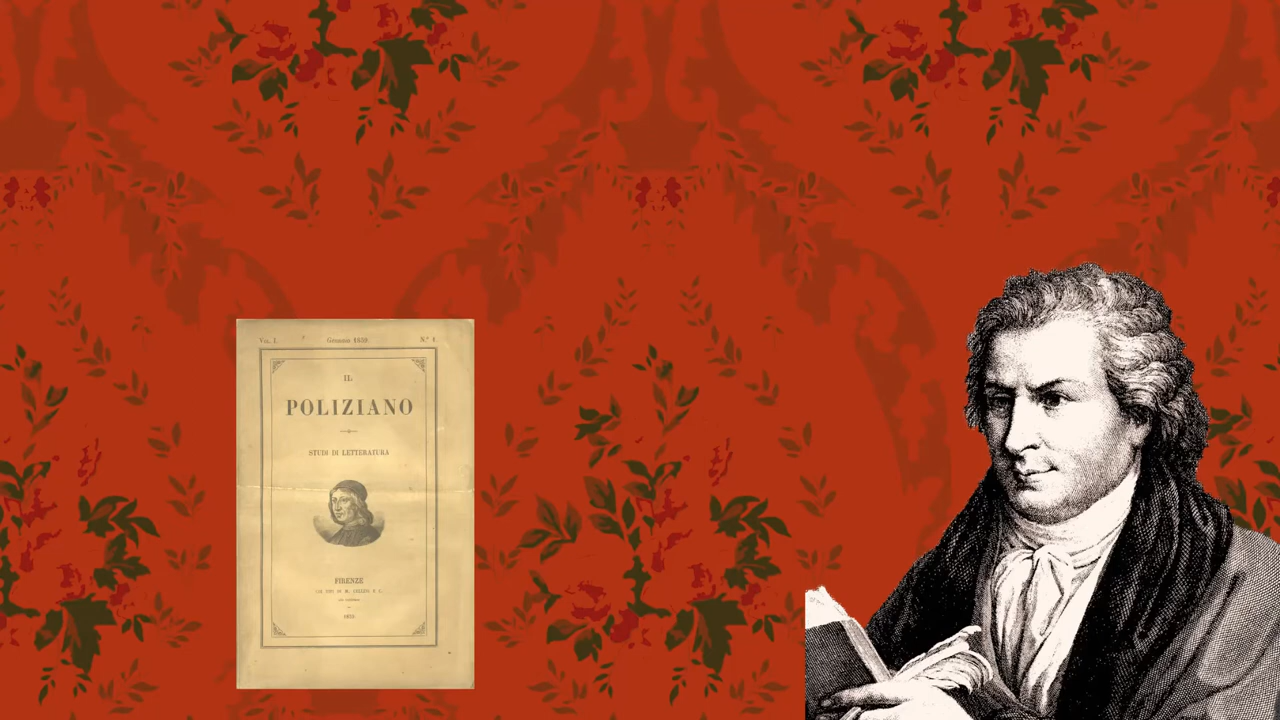 Vol. I. Gennaio 1859. N.º 1.
IL
POLIZIANO
STUDI DI LETTERATURA
FIRENZE
1859